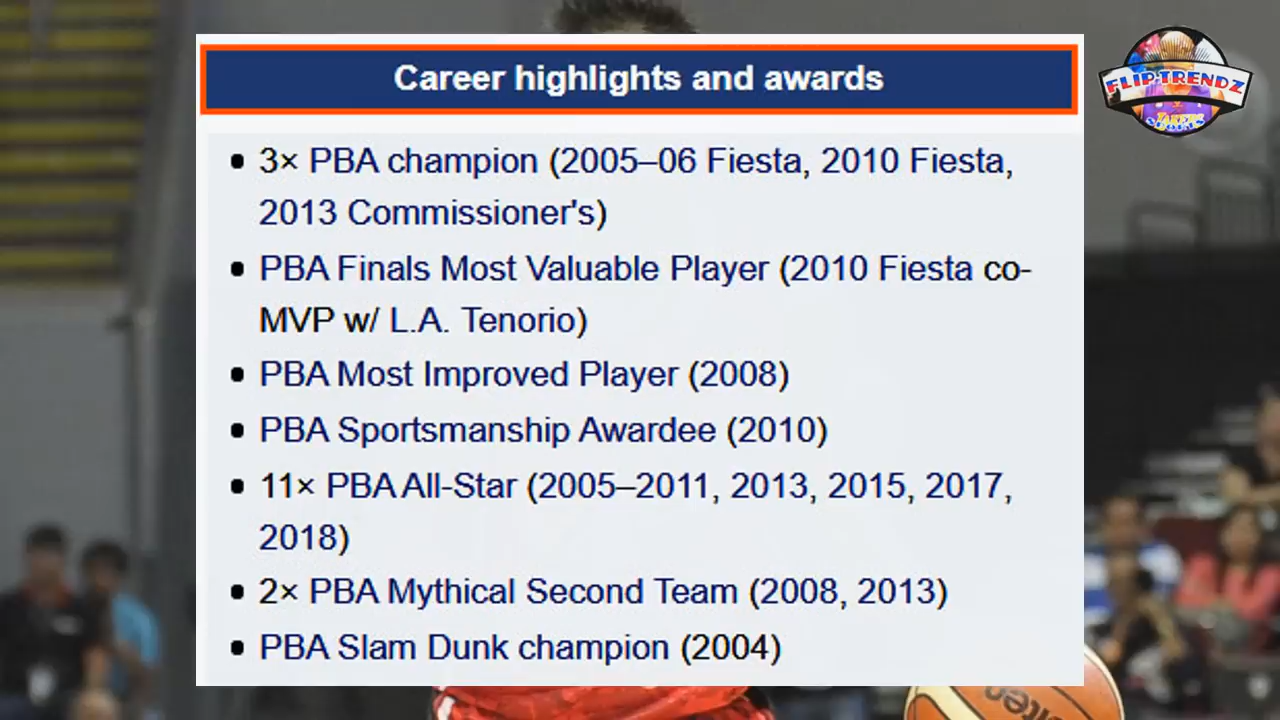 Career highlights and awards
FLIPTRENDZ
SPORTS
• 3× PBA champion (2005–06 Fiesta, 2010 Fiesta,
2013 Commissioner's)
• PBA Finals Most Valuable Player (2010 Fiesta co-
MVP w/ L.A. Tenorio)
• PBA Most Improved Player (2008)
• PBA Sportsmanship Awardee (2010)
• 11× PBA All-Star (2005–2011, 2013, 2015, 2017,
2018)
• 2× PBA Mythical Second Team (2008, 2013)
• PBA Slam Dunk champion (2004)